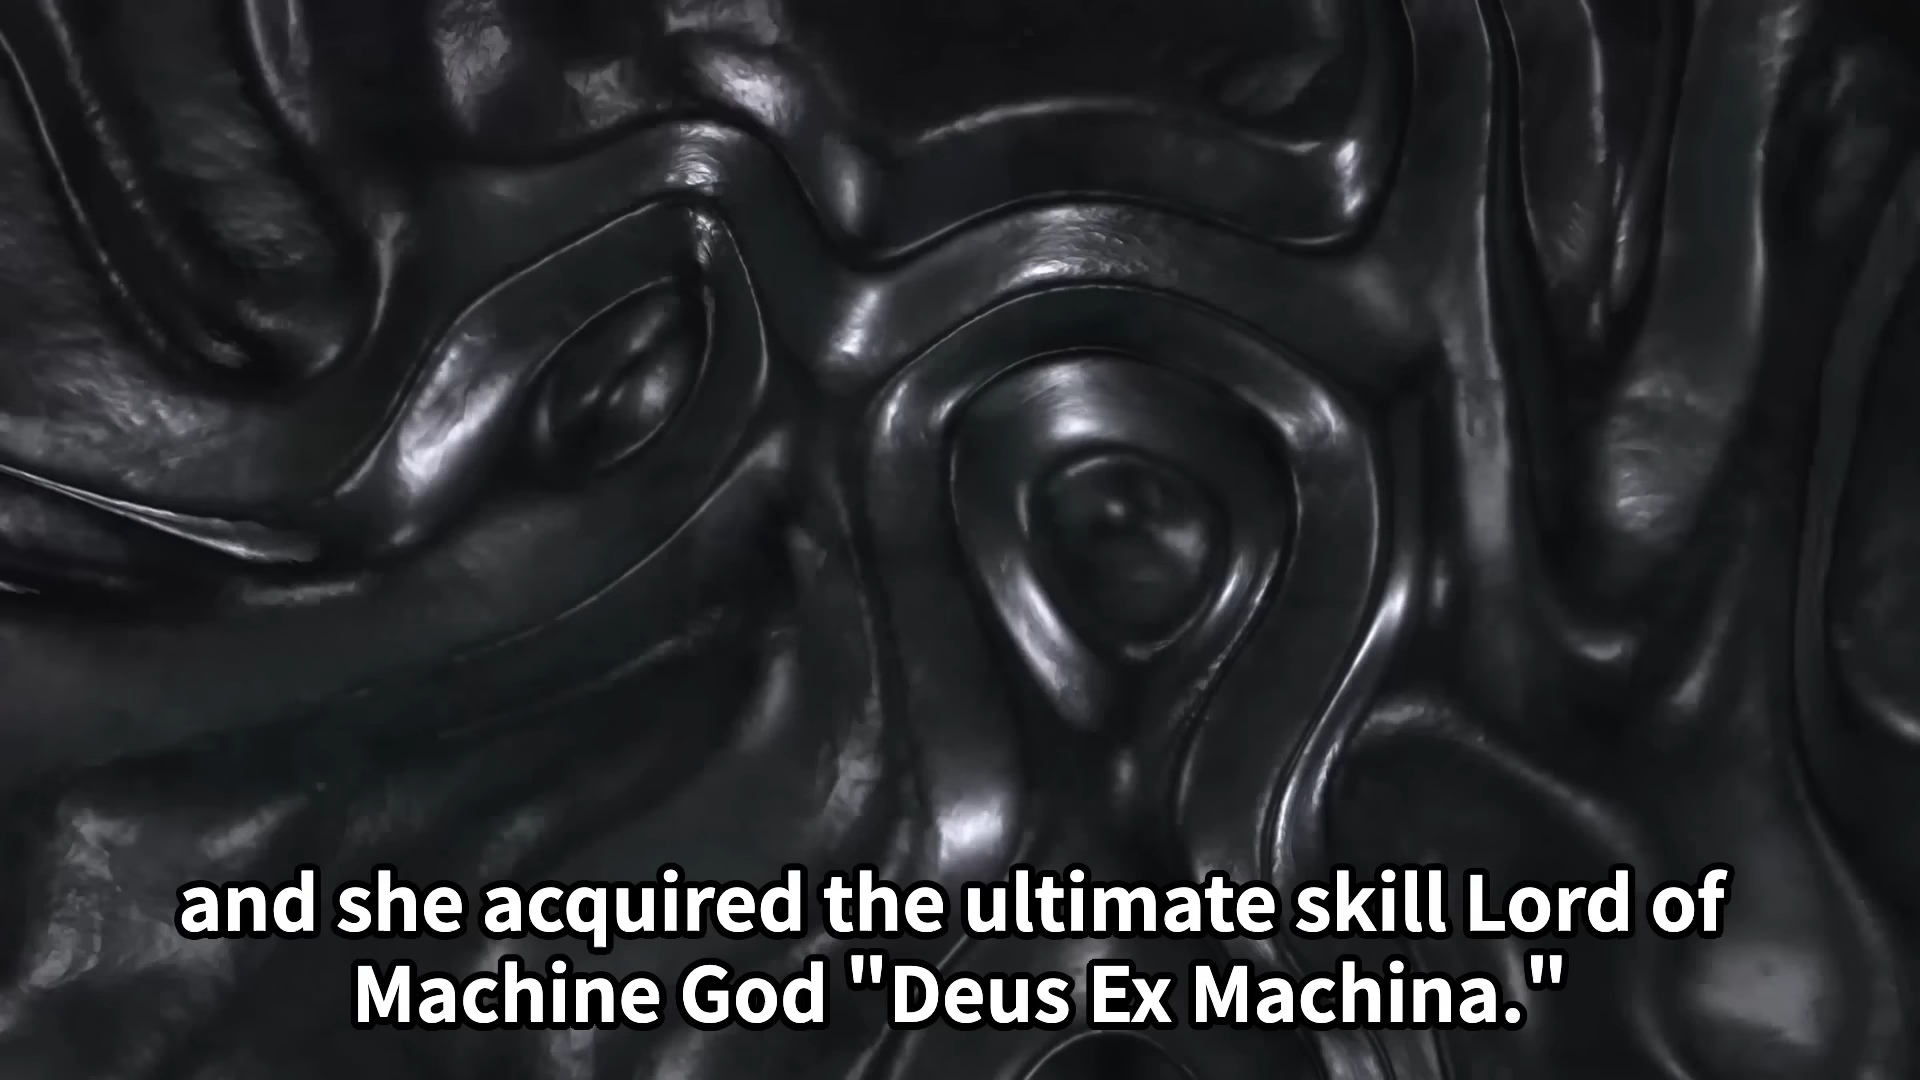 and she acquired the ultimate skill Lord of
Machine God "Deus Ex Machina."